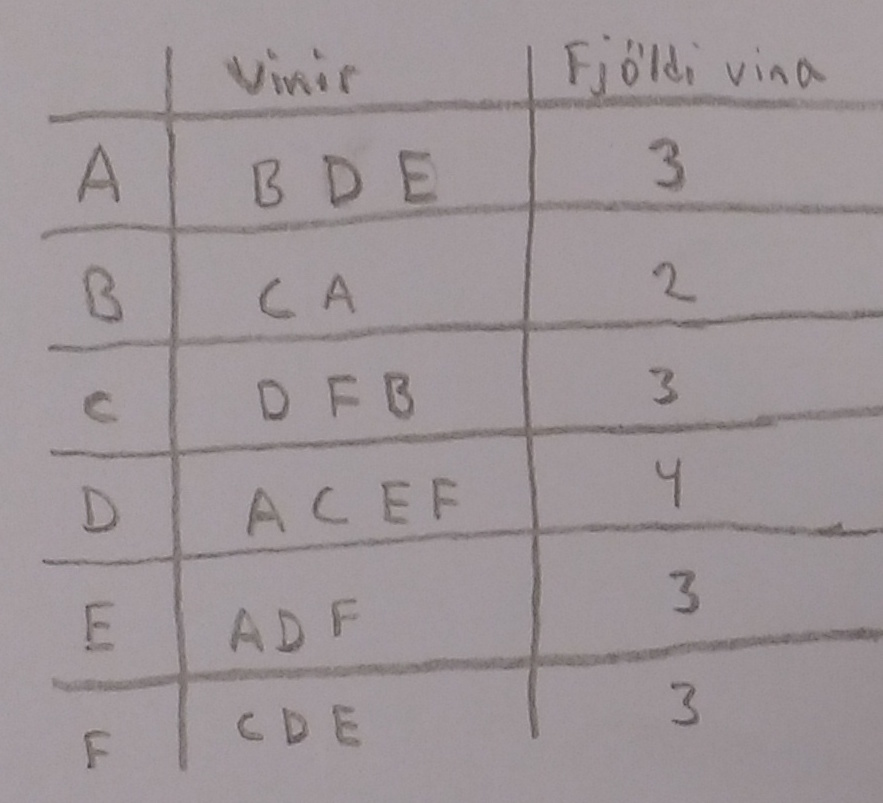 Vinir Fjöldi vina
A B D E 3
B C A 2
C D F B 3
D A C E F 4
E A D F 3
F C D E 3